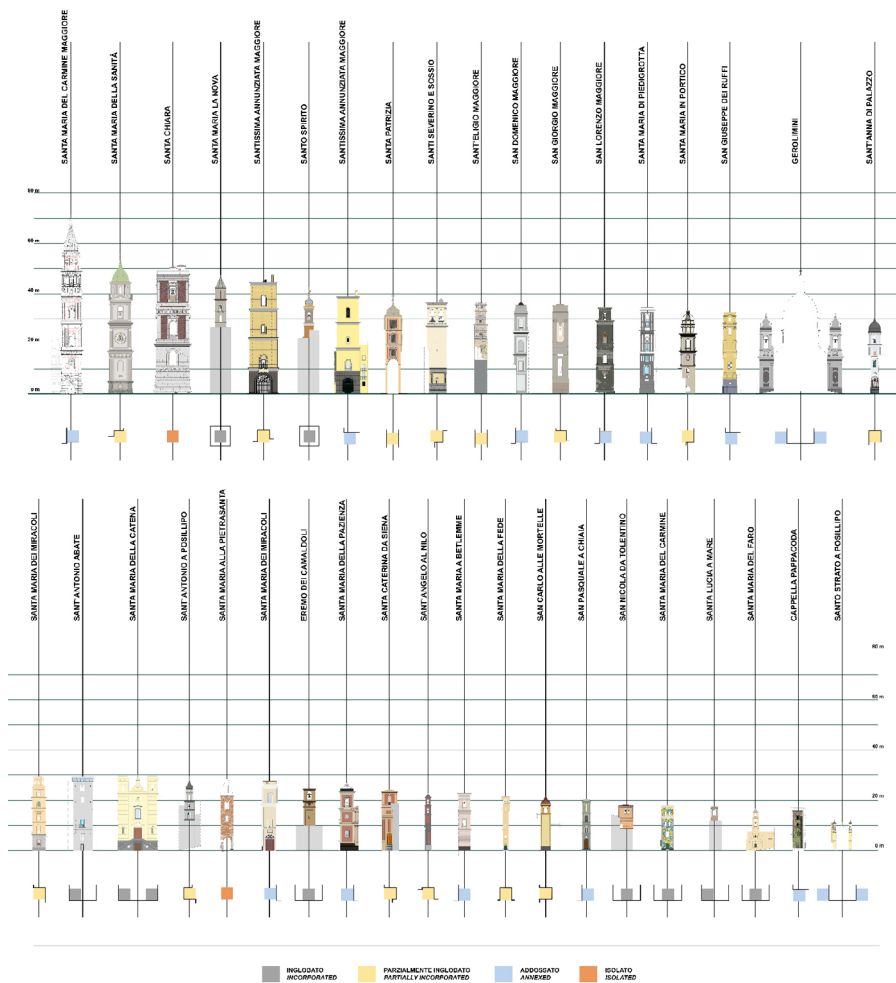 SANTA MARIA DEL CARMINE MAGGIORE
SANTA MARIA DELLA SANITÀ
SANTA CHIARA
SANTA MARIA LA NOVA
SANTISSIMA ANNUNZIATA MAGGIORE
SANTO SPIRITO
SANTISSIMA ANNUNZIATA MAGGIORE
SANTA PATRIZIA
SANTI SEVERINO E SOSSIO
SANT'ELIGIO MAGGIORE
SAN DOMENICO MAGGIORE
SAN GIORGIO MAGGIORE
SAN LORENZO MAGGIORE
SANTA MARIA DI PIEDIGROTTA
SANTA MARIA IN PORTICO
SAN GIUSEPPE DEI RUFFI
GEROLIMINI
SANT'ANNA DI PALAZZO
80 m
60 m
40 m
20 m
0 m
SANTA MARIA DEI MIRACOLI
SANT'ANTONIO ABATE
SANTA MARIA DELLA CATENA
SANT'ANTONIO A POSILLIPO
SANTA MARIA ALLA PIETRASANTA
SANTA MARIA DEI MIRACOLI
EREMO DEI CAMALDOLI
SANTA MARIA DELLA PAZIENZA
SANTA CATERINA DA SIENA
SANT'ANGELO AL NILO
SANTA MARIA A BETLEMME
SANTA MARIA DELLA FEDE
SAN CARLO ALLE MORTELLE
SAN PASQUALE A CHIAIA
SAN NICOLA DA TOLENTINO
SANTA MARIA DEL CARMINE
SANTA LUCIA A MARE
SANTA MARIA DEL FARO
CAPPELLA PAPPACODA
SANTO STRATO A POSILLIPO
80 m
60 m
40 m
20 m
0 m
INGLOBATO
INCORPORATED
PARZIALMENTE INGLOBATO
PARTIALLY INCORPORATED
ADDOSSATO
ANNEXED
ISOLATO
ISOLATED